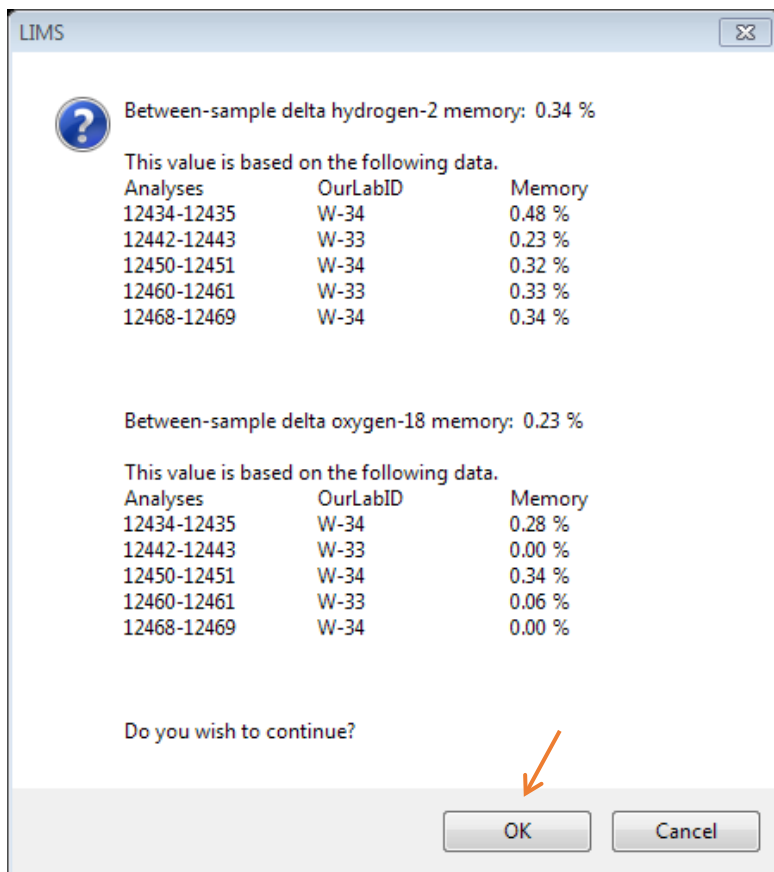 LIMS
Between-sample delta hydrogen-2 memory: 0.34 %
This value is based on the following data.
Analyses OurLabID Memory
12434-12435 W-34 0.48 %
12442-12443 W-33 0.23 %
12450-12451 W-34 0.32 %
12460-12461 W-33 0.33 %
12468-12469 W-34 0.34 %
Between-sample delta oxygen-18 memory: 0.23 %
This value is based on the following data.
Analyses OurLabID Memory
12434-12435 W-34 0.28 %
12442-12443 W-33 0.00 %
12450-12451 W-34 0.34 %
12460-12461 W-33 0.06 %
12468-12469 W-34 0.00 %
Do you wish to continue?
OK Cancel